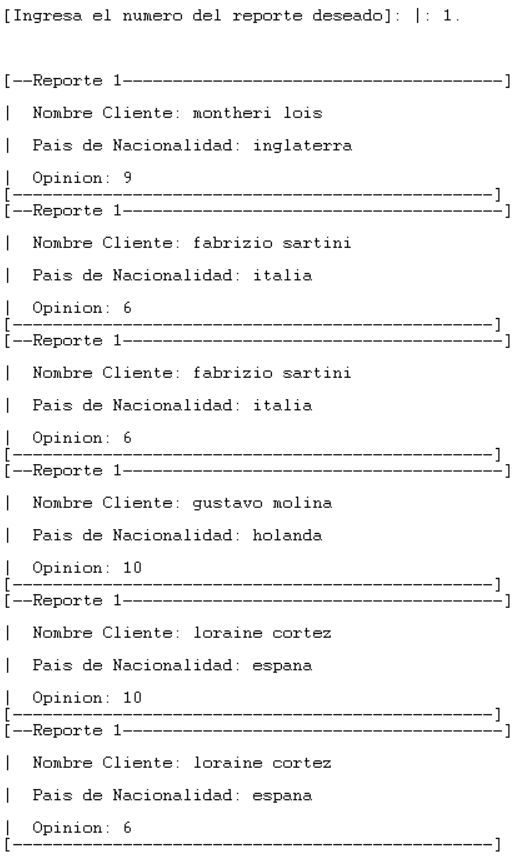 [Ingresa el numero del reporte deseado]: |: 1.
[--Reporte 1---------------------------------------]
|  Nombre Cliente: montheri lois
|  Pais de Nacionalidad: inglaterra
|  Opinion: 9
[-------------------------------------------------]
[--Reporte 1---------------------------------------]
|  Nombre Cliente: fabrizio sartini
|  Pais de Nacionalidad: italia
|  Opinion: 6
[-------------------------------------------------]
[--Reporte 1---------------------------------------]
|  Nombre Cliente: fabrizio sartini
|  Pais de Nacionalidad: italia
|  Opinion: 6
[-------------------------------------------------]
[--Reporte 1---------------------------------------]
|  Nombre Cliente: gustavo molina
|  Pais de Nacionalidad: holanda
|  Opinion: 10
[-------------------------------------------------]
[--Reporte 1---------------------------------------]
|  Nombre Cliente: loraine cortez
|  Pais de Nacionalidad: espana
|  Opinion: 10
[-------------------------------------------------]
[--Reporte 1---------------------------------------]
|  Nombre Cliente: loraine cortez
|  Pais de Nacionalidad: espana
|  Opinion: 6
[-------------------------------------------------]